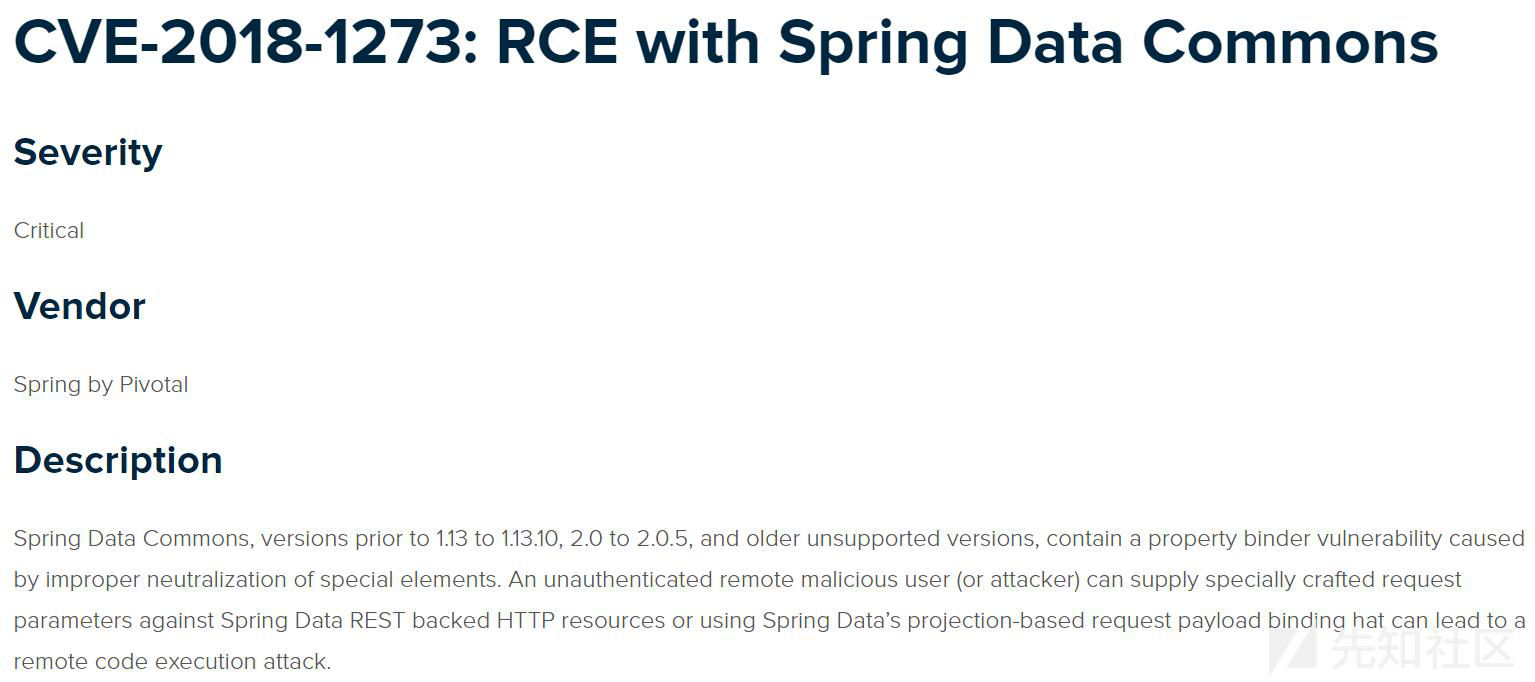 CVE-2018-1273: RCE with Spring Data Commons
Severity
Critical
Vendor
Spring by Pivotal
Description
Spring Data Commons, versions prior to 1.13 to 1.13.10, 2.0 to 2.0.5, and older unsupported versions, contain a property binder vulnerability caused
by improper neutralization of special elements. An unauthenticated remote malicious user (or attacker) can supply specially crafted request
parameters against Spring Data REST backed HTTP resources or using Spring Data’s projection-based request payload binding hat can lead to a
remote code execution attack.
先知社区